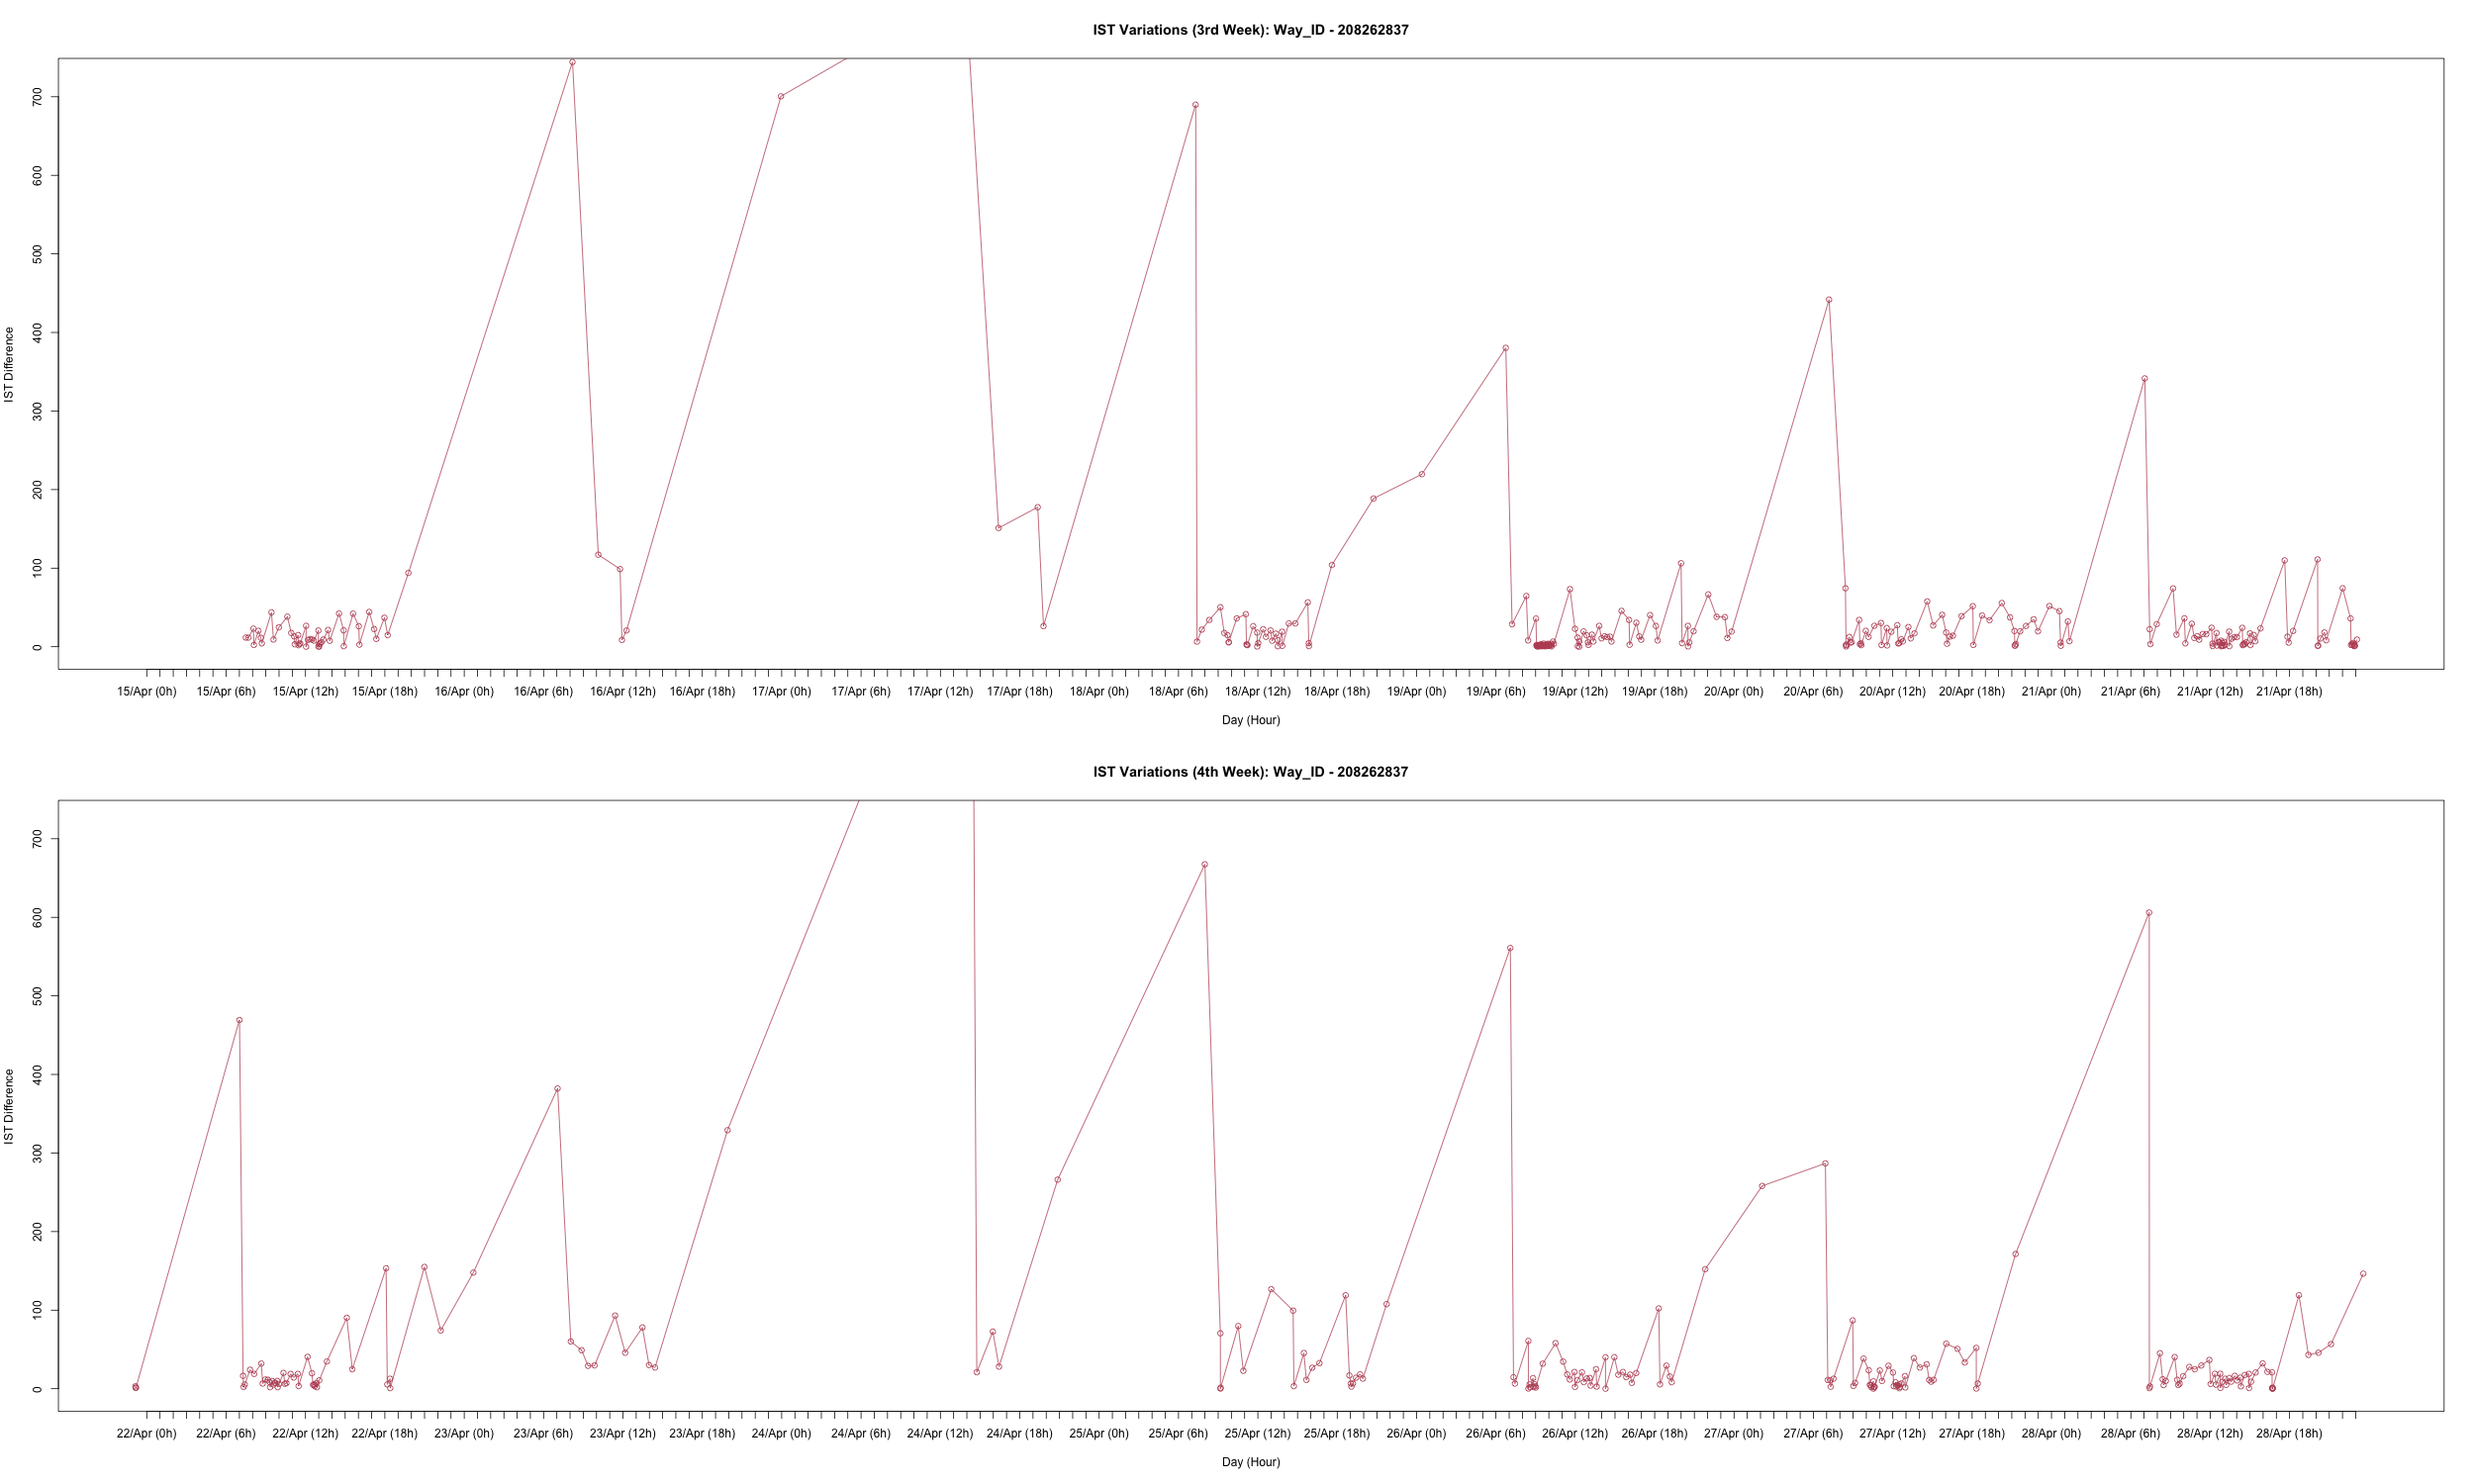 IST Variations (3rd Week): Way_ID - 208262837
IST Difference
700
600
500
400
300
200
100
0
15/Apr (0h) 15/Apr (6h) 15/Apr (12h) 15/Apr (18h) 16/Apr (0h) 16/Apr (6h) 16/Apr (12h) 16/Apr (18h) 17/Apr (0h) 17/Apr (6h) 17/Apr (12h) 17/Apr (18h) 18/Apr (0h) 18/Apr (6h) 18/Apr (12h) 18/Apr (18h) 19/Apr (0h) 19/Apr (6h) 19/Apr (12h) 19/Apr (18h) 20/Apr (0h) 20/Apr (6h) 20/Apr (12h) 20/Apr (18h) 21/Apr (0h) 21/Apr (6h) 21/Apr (12h) 21/Apr (18h)
Day (Hour)
IST Variations (4th Week): Way_ID - 208262837
IST Difference
700
600
500
400
300
200
100
0
22/Apr (0h) 22/Apr (6h) 22/Apr (12h) 22/Apr (18h) 23/Apr (0h) 23/Apr (6h) 23/Apr (12h) 23/Apr (18h) 24/Apr (0h) 24/Apr (6h) 24/Apr (12h) 24/Apr (18h) 25/Apr (0h) 25/Apr (6h) 25/Apr (12h) 25/Apr (18h) 26/Apr (0h) 26/Apr (6h) 26/Apr (12h) 26/Apr (18h) 27/Apr (0h) 27/Apr (6h) 27/Apr (12h) 27/Apr (18h) 28/Apr (0h) 28/Apr (6h) 28/Apr (12h) 28/Apr (18h)
Day (Hour)